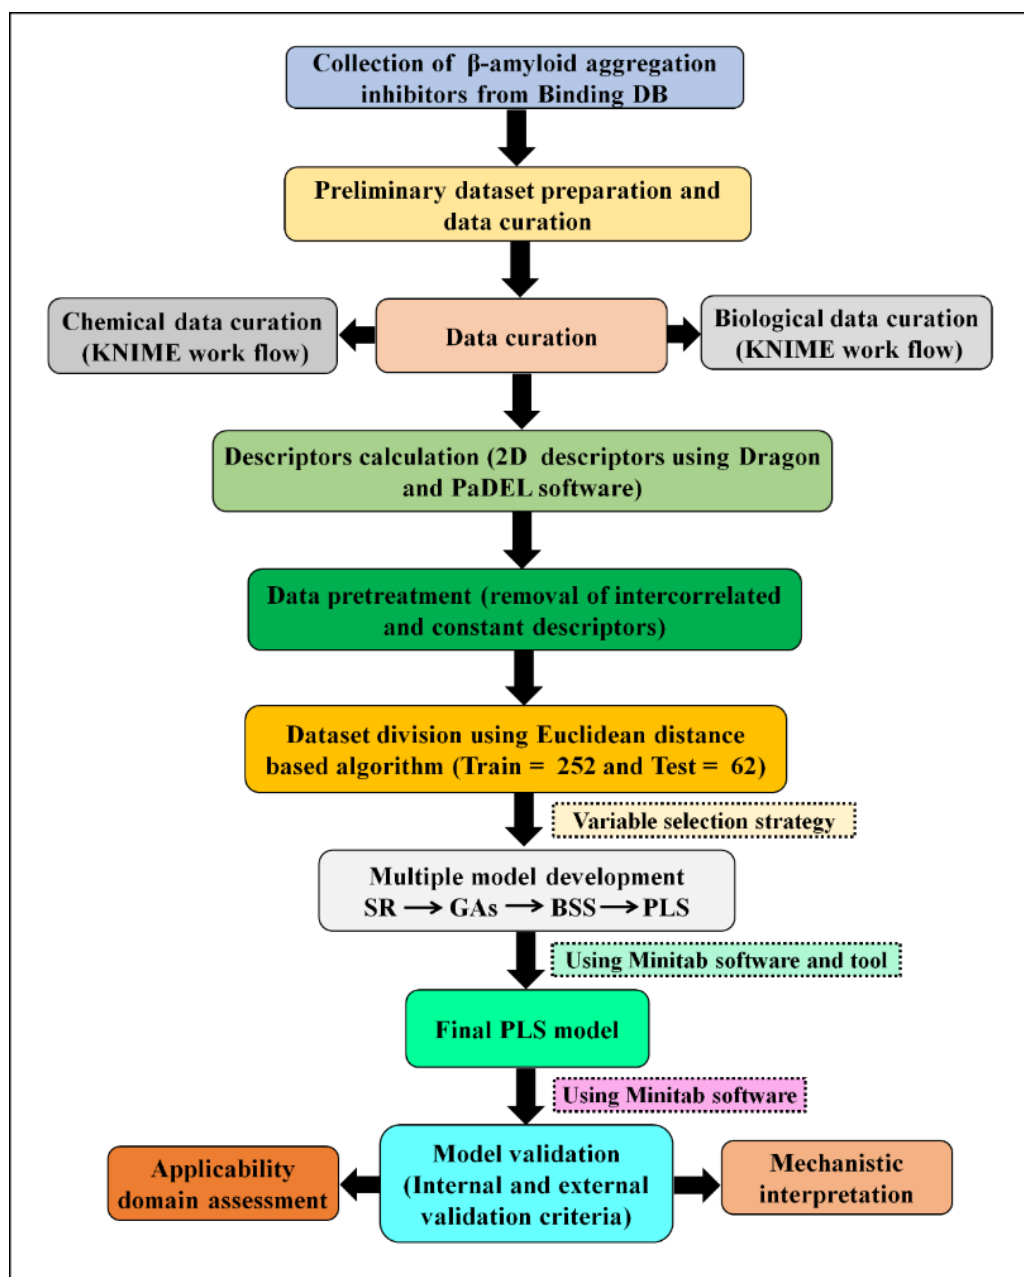 Collection of β-amyloid aggregation
inhibitors from Binding DB
Preliminary dataset preparation and
data curation
Chemical data curation
(KNIME work flow)
Data curation
Biological data curation
(KNIME work flow)
Descriptors calculation (2D descriptors using Dragon
and PaDEL software)
Data pretreatment (removal of intercorrelated
and constant descriptors)
Dataset division using Euclidean distance
based algorithm (Train = 252 and Test = 62)
Variable selection strategy
Multiple model development
SR → GAs → BSS → PLS
Using Minitab software and tool
Final PLS model
Using Minitab software
Applicability
domain assessment
Model validation
(Internal and external
validation criteria)
Mechanistic
interpretation